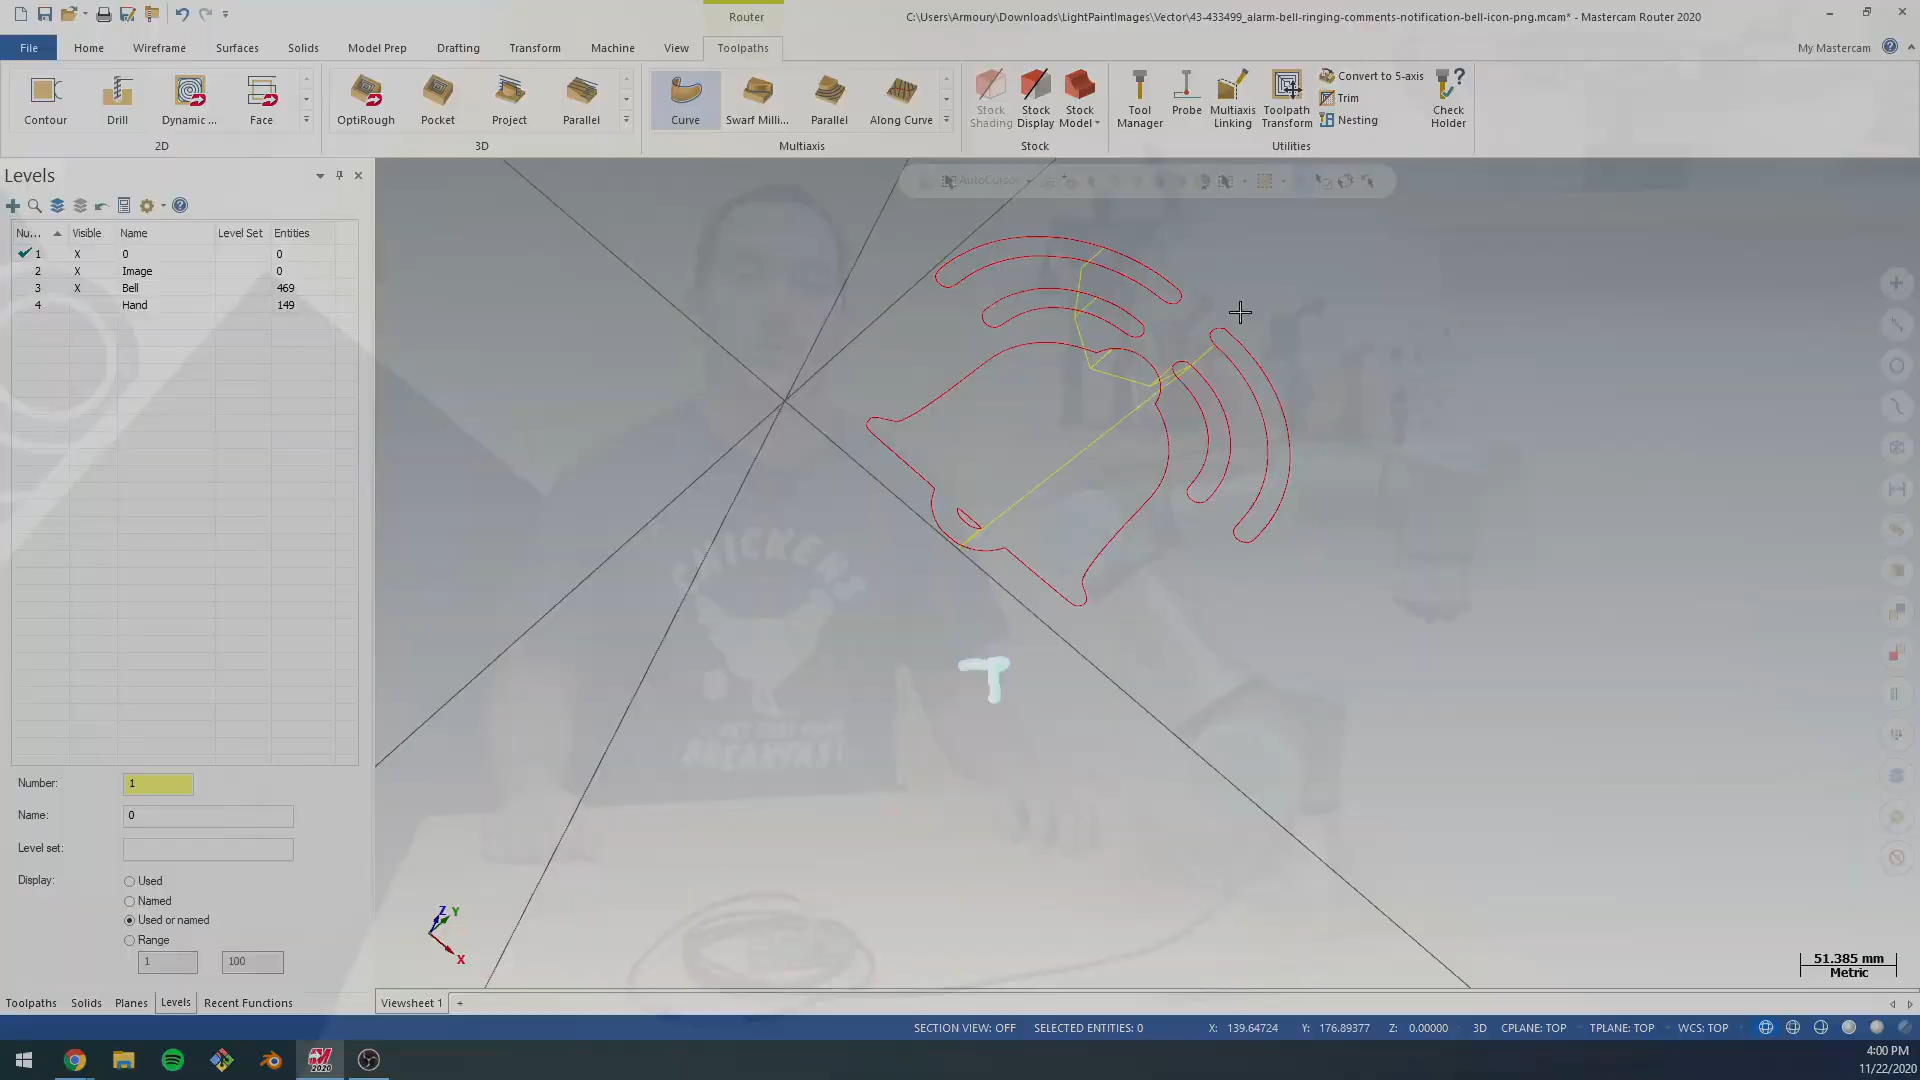 Router
C:\Users\Armoury\Downloads\LightPaintImages\Vector\43-433499_alarm-bell-ringing-comments-notification-bell-icon-png.mcam* - Mastercam Router 2020
File Home Wireframe Surfaces Solids Model Prep Drafting Transform Machine View Toolpaths My Mastercam
Contour Drill Dynamic ... Face
2D
OptiRough Pocket Project Parallel
3D
Curve Swarf Milli... Parallel Along Curve
Multiaxis
Stock Shading Stock Display Stock Model
Stock
Tool Manager Probe Multiaxis Linking Toolpath Transform
Convert to 5-axis
Trim
Nesting
Check Holder
Utilities
Levels
AutoCursor
Nu... Visible Name Level Set Entities
1 X 0 0
2 X Image 0
3 X Bell 469
4 Hand 149
CHICKENS
BREAKFAST
Number: 1
Name: 0
Level set:
Display: Used
Named
Used or named
Range
1 100
Z Y
X
51.385 mm
Metric
Toolpaths Solids Planes Levels Recent Functions
Viewsheet 1 +
SECTION VIEW: OFF SELECTED ENTITIES: 0 X: 139.64724 Y: 176.89377 Z: 0.00000 3D CPLANE: TOP TPLANE: TOP WCS: TOP
2020
4:00 PM
11/22/2020